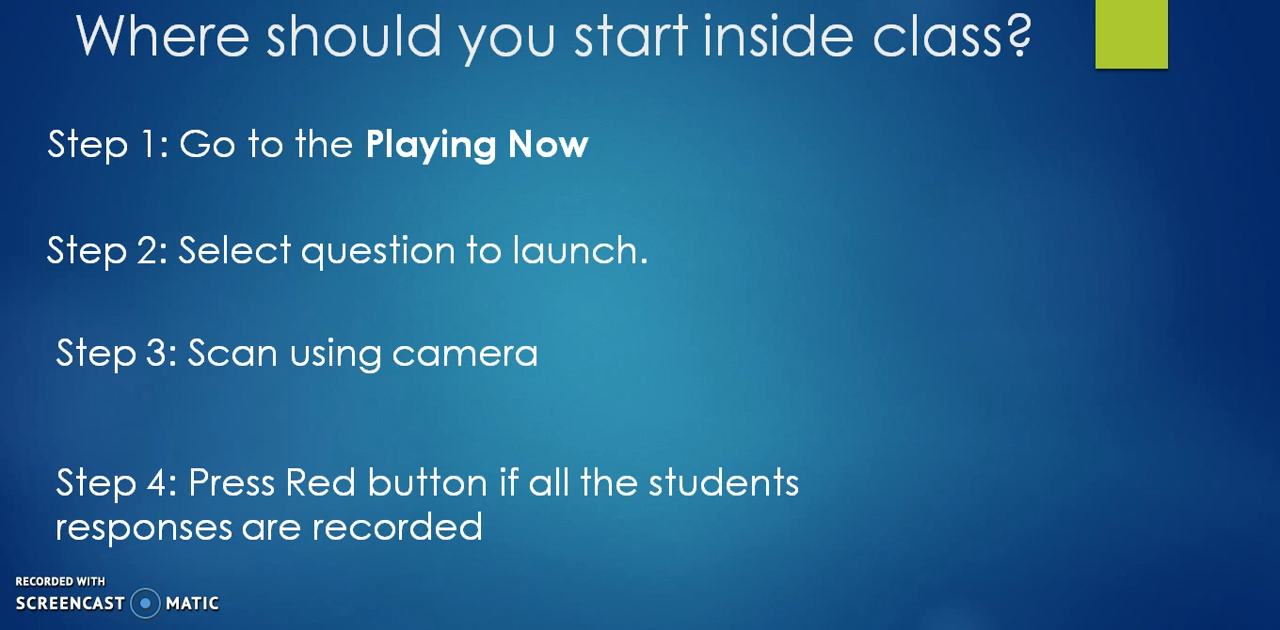 Where should you start inside class?
Step 1: Go to the Playing Now
Step 2: Select question to launch.
Step 3: Scan using camera
Step 4: Press Red button if all the students
responses are recorded
RECORDED WITH
SCREENCAST MATIC